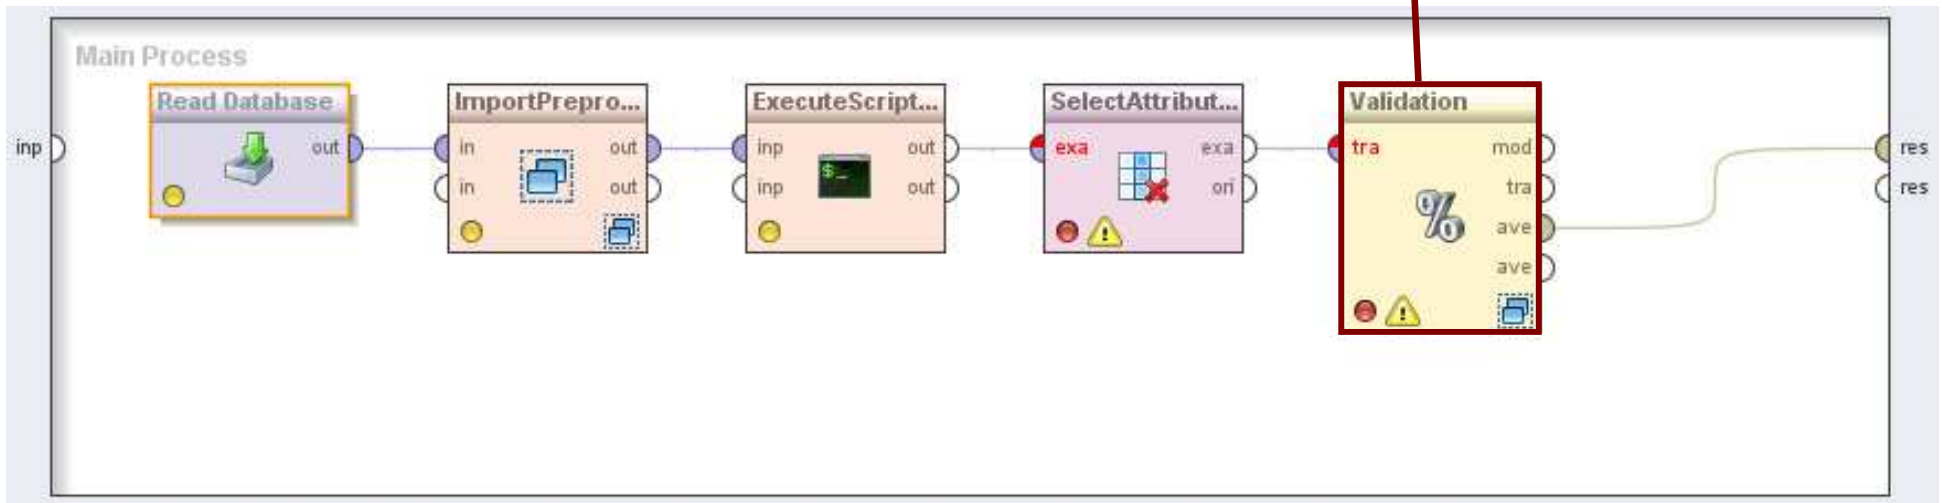 Main Process
Read Database
ImportPrepro...
ExecuteScript...
SelectAttribut...
Validation
inp
out
in
out
inp
out
exa
exa
tra
mod
res
in
out
inp
out
ori
tra
res
ave
ave